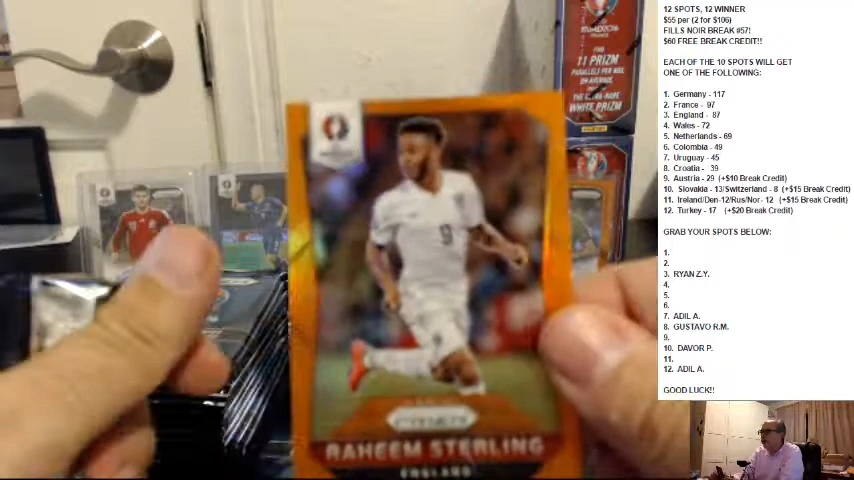 12 SPOTS, 12 WINNER
$55 per (2 for $106)
FILLS NOIR BREAK #57!
$60 FREE BREAK CREDIT!!
EACH OF THE 10 SPOTS WILL GET
ONE OF THE FOLLOWING:
1. Germany - 117
2. France - 97
3. England - 87
4. Wales - 72
5. Netherlands - 69
6. Colombia - 49
7. Uruguay - 45
8. Croatia - 39
9. Austria - 29 (+$10 Break Credit)
10. Slovakia - 13/Switzerland - 8 (+$15 Break Credit)
11. Ireland/Den-12/Rus/Nor- 12 (+$15 Break Credit)
12. Turkey - 17 (+$20 Break Credit)
GRAB YOUR SPOTS BELOW:
1.
2.
3. RYAN Z.Y.
4.
5.
6.
7. ADIL A.
8. GUSTAVO R.M.
9.
10. DAVOR P.
11.
12. ADIL A.
GOOD LUCK!!
11 PRIZM
WHITE PRIZM
9
PRIZM
RAHEEM STERLING
ENGLAND